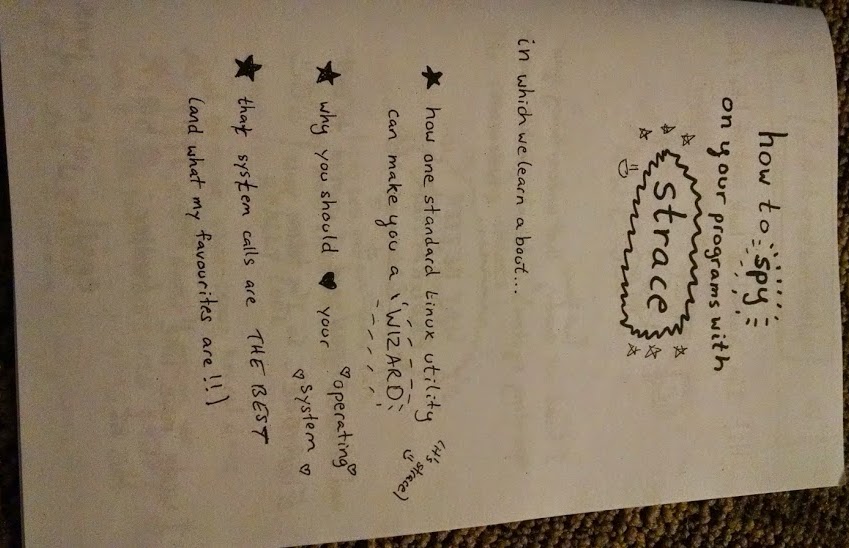 how to spy
on your programs with
strace
in which we learn about...
★ how one standard Linux utility
(it's strace)
can make you a WIZARD
★ why you should ♥ your
♡ operating ♡
♡ system ♡
★ that system calls are THE BEST
(and what my favourites are!!)